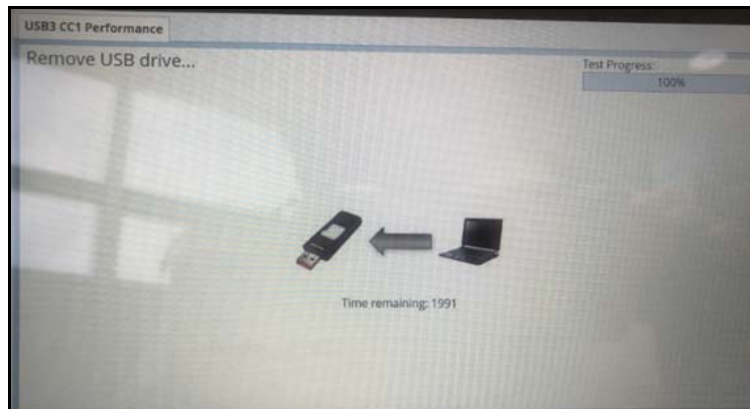 USB3 CC1 Performance
Remove USB drive...
Test Progress:
100%
Time remaining: 1991